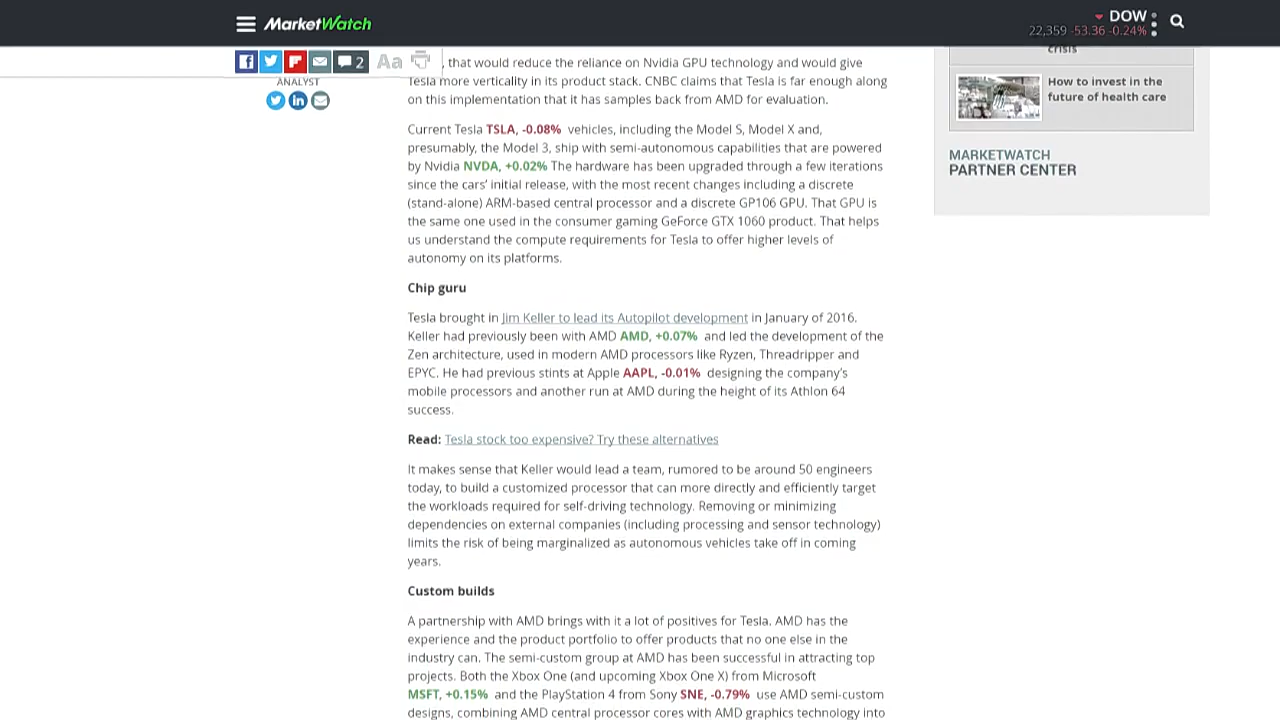 MarketWatch
DOW
22,359 -53.36 -0.24%
2
Aa
ANALYST
, that would reduce the reliance on Nvidia GPU technology and would give
Tesla more verticality in its product stack. CNBC claims that Tesla is far enough along
on this implementation that it has samples back from AMD for evaluation.
Current Tesla TSLA, -0.08% vehicles, including the Model S, Model X and,
presumably, the Model 3, ship with semi-autonomous capabilities that are powered
by Nvidia NVDA, +0.02% The hardware has been upgraded through a few iterations
since the cars' initial release, with the most recent changes including a discrete
(stand-alone) ARM-based central processor and a discrete GP106 GPU. That GPU is
the same one used in the consumer gaming GeForce GTX 1060 product. That helps
us understand the compute requirements for Tesla to offer higher levels of
autonomy on its platforms.
Chip guru
Tesla brought in Jim Keller to lead its Autopilot development in January of 2016.
Keller had previously been with AMD AMD, +0.07% and led the development of the
Zen architecture, used in modern AMD processors like Ryzen, Threadripper and
EPYC. He had previous stints at Apple AAPL, -0.01% designing the company's
mobile processors and another run at AMD during the height of its Athlon 64
success.
Read: Tesla stock too expensive? Try these alternatives
It makes sense that Keller would lead a team, rumored to be around 50 engineers
today, to build a customized processor that can more directly and efficiently target
the workloads required for self-driving technology. Removing or minimizing
dependencies on external companies (including processing and sensor technology)
limits the risk of being marginalized as autonomous vehicles take off in coming
years.
Custom builds
A partnership with AMD brings with it a lot of positives for Tesla. AMD has the
experience and the product portfolio to offer products that no one else in the
industry can. The semi-custom group at AMD has been successful in attracting top
projects. Both the Xbox One (and upcoming Xbox One X) from Microsoft
MSFT, +0.15% and the PlayStation 4 from Sony SNE, -0.79% use AMD semi-custom
designs, combining AMD central processor cores with AMD graphics technology into
crisis
How to invest in the
future of health care
MARKETWATCH
PARTNER CENTER